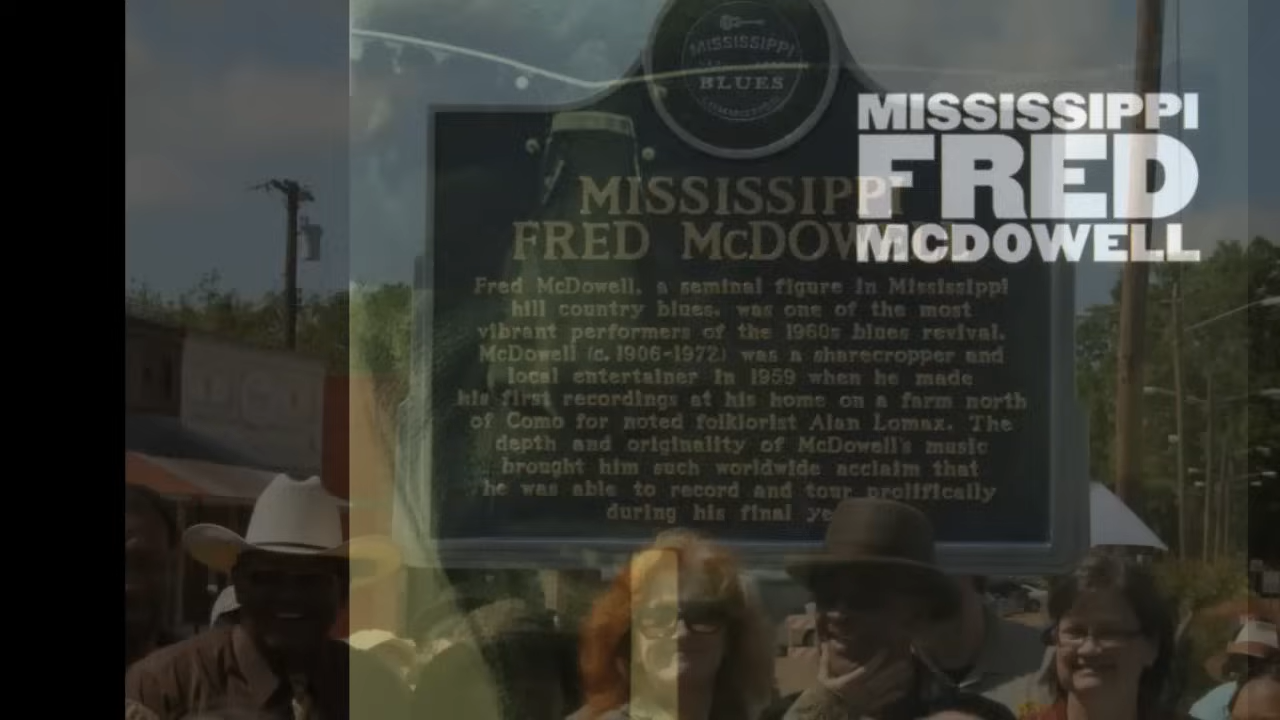 MISSISSIPPI
BLUES
COMMISSION
MISSISSIPPI
FRED McDOWELL
Fred McDowell, a seminal figure in Mississippi
hill country blues, was one of the most
vibrant performers of the 1960s blues revival.
McDowell (c. 1906-1972) was a sharecropper and
local entertainer in 1959 when he made
his first recordings at his home on a farm north
of Como for noted folklorist Alan Lomax. The
depth and originality of McDowell's music
brought him such worldwide acclaim that
he was able to record and tour prolifically
during his final
MISSISSIPPI
FRED
MCDOWELL